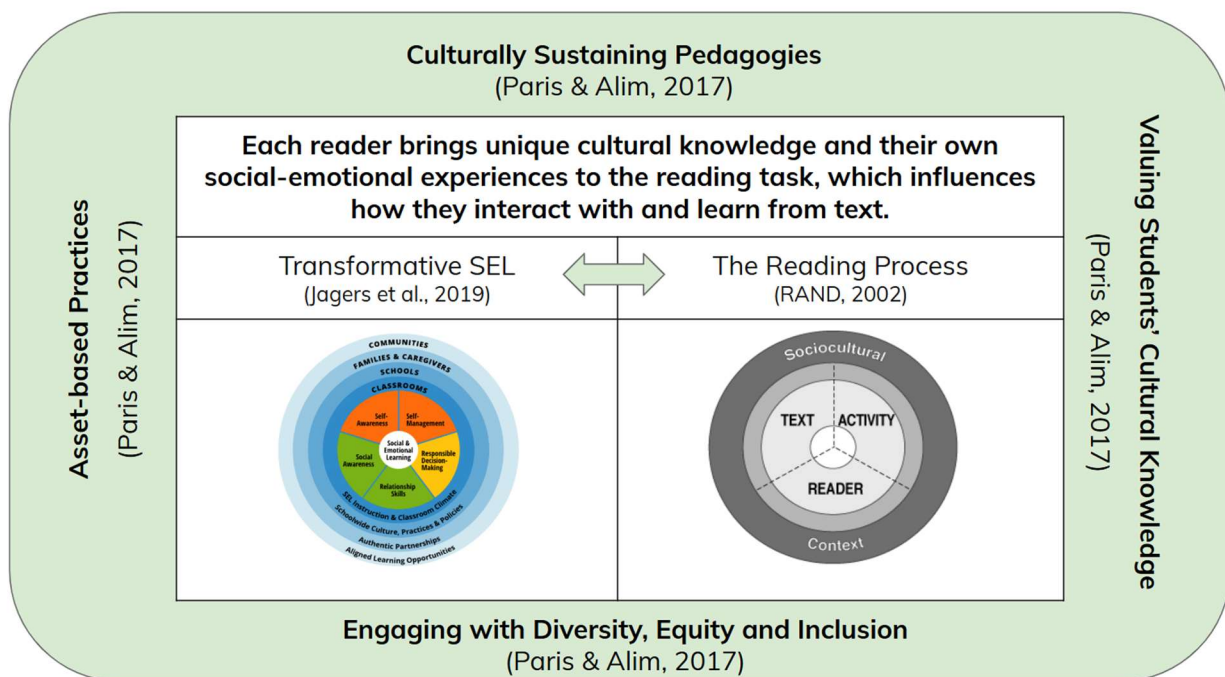 Culturally Sustaining Pedagogies
(Paris & Alim, 2017)
Asset-based Practices
(Paris & Alim, 2017)
Each reader brings unique cultural knowledge and their own
social-emotional experiences to the reading task, which influences
how they interact with and learn from text.
Transformative SEL
(Jagers et al., 2019)
The Reading Process
(RAND, 2002)
COMMUNITIES
FAMILIES & CAREGIVERS
SCHOOLS
CLASSROOMS
Self-
Awareness
Self-
Management
Social &
Emotional
Learning
Social
Awareness
Responsible
Decision-
Making
Relationship
Skills
SEL Instruction & Classroom Climate
Schoolwide Culture, Practices & Policies
Authentic Partnerships
Aligned Learning Opportunities
Sociocultural
TEXT
ACTIVITY
READER
Context
Valuing Students' Cultural Knowledge
(Paris & Alim, 2017)
Engaging with Diversity, Equity and Inclusion
(Paris & Alim, 2017)